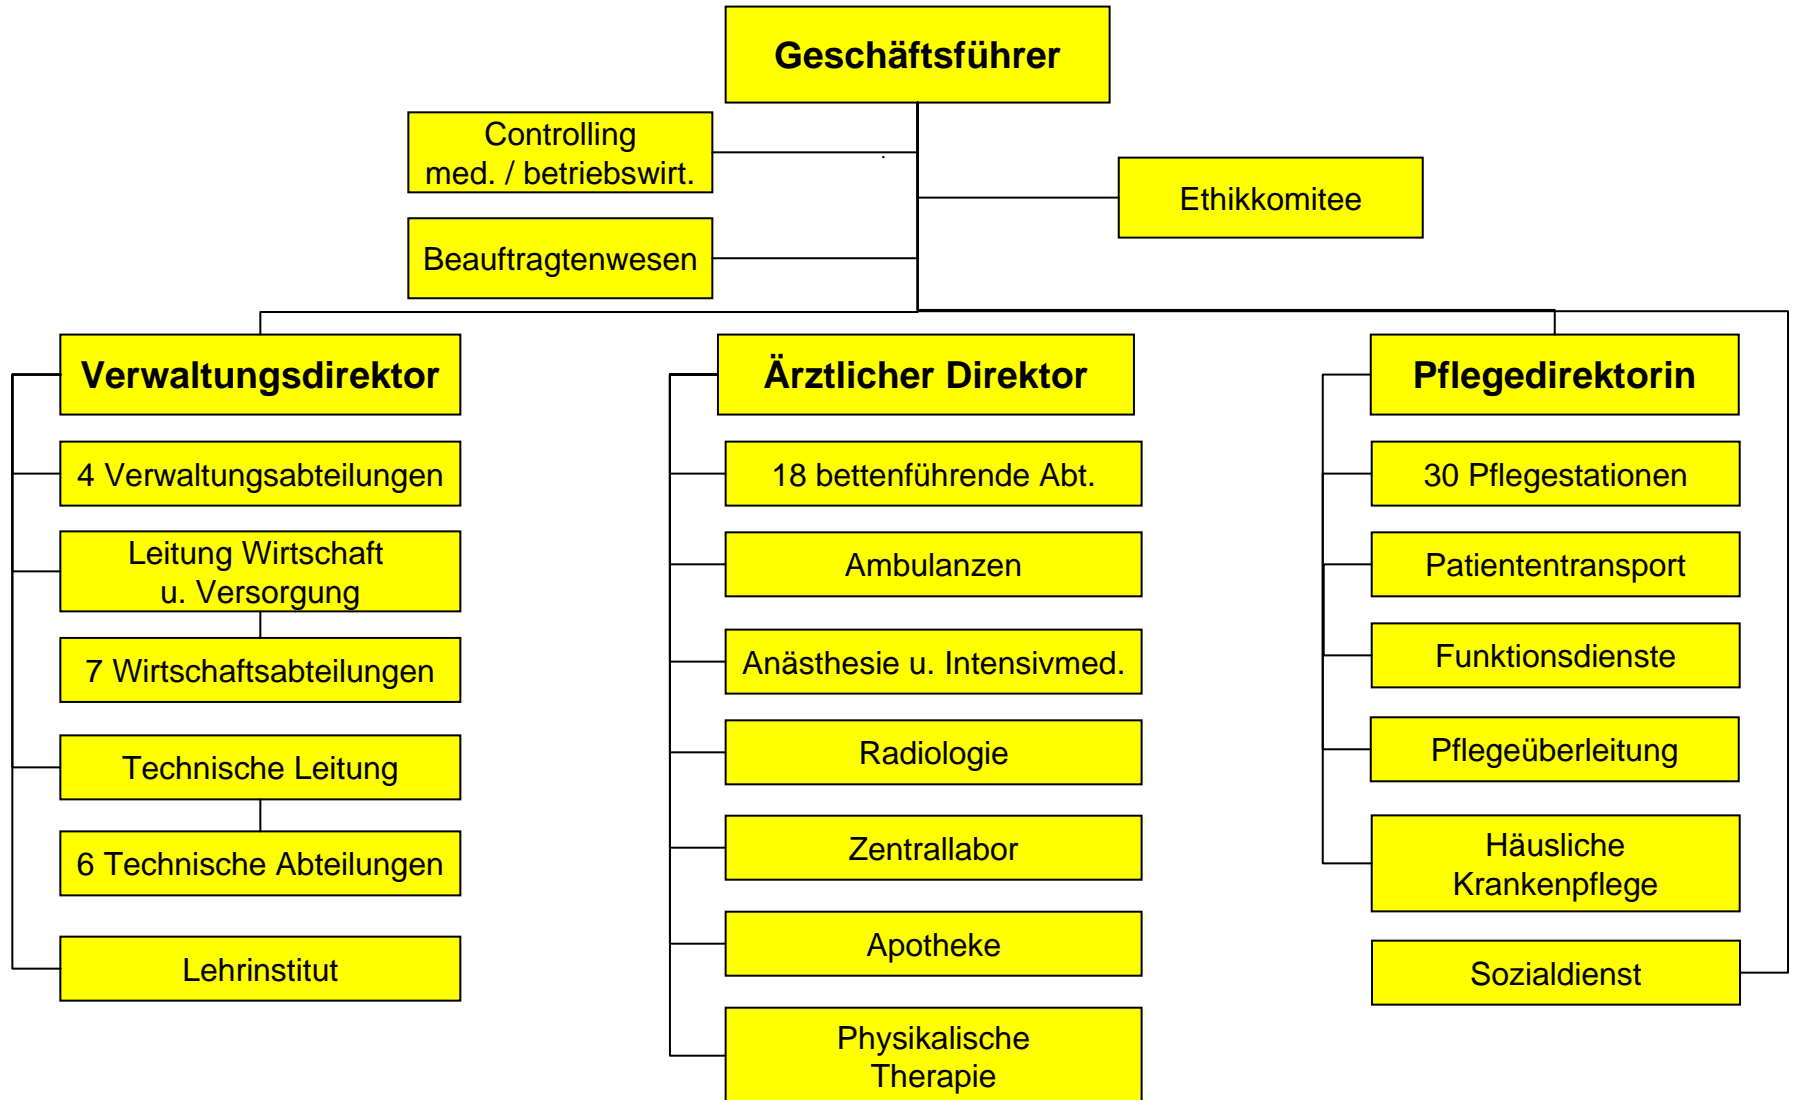 Geschäftsführer
Controlling
med. / betriebswirt.
Ethikkomitee
Beauftragtenwesen
Verwaltungsdirektor
4 Verwaltungsabteilungen
Leitung Wirtschaft
u. Versorgung
7 Wirtschaftsabteilungen
Technische Leitung
6 Technische Abteilungen
Lehrinstitut
Ärztlicher Direktor
18 bettenführende Abt.
Ambulanzen
Anästhesie u. Intensivmed.
Radiologie
Zentrallabor
Apotheke
Physikalische
Therapie
Pflegedirektorin
30 Pflegestationen
Patiententransport
Funktionsdienste
Pflegeüberleitung
Häusliche
Krankenpflege
Sozialdienst